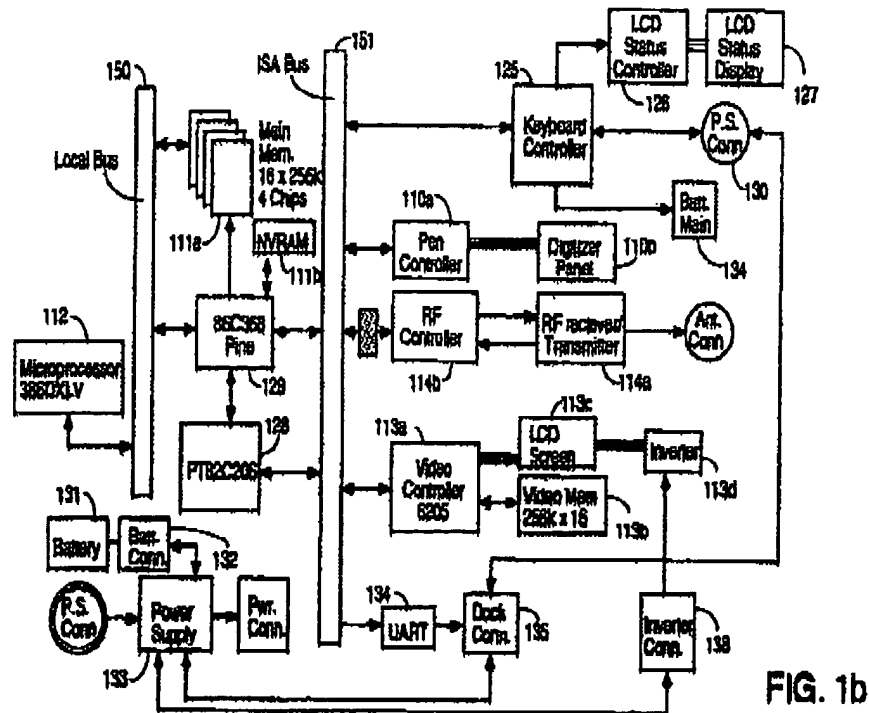 151
ISA Bus
150
Local Bus
Main
Mem.
16 x 256k
4 Chips
111a
NVRAM
111b
125
Keyboard
Controller
LCD
Status
Controller
126
LCD
Status
Display
127
P.S.
Conn.
130
Batt.
Main
134
110a
Pen
Controller
Digitizer
Panel
110b
112
Microprocessor
386DXLV
Pine
129
RF
Controller
114b
RF
Transmitter
114a
Ant.
Conn.
128
PT82C206
113a
Video
Controller
6205
113c
LCD
Screen
Inverter
113d
Video Mem
256K x 16
113b
131
Battery
Batt.
Conn.
132
P.S.
Conn
Power
Supply
133
Pwr.
Conn.
134
UART
Dock
Conn.
135
Inverter
Conn.
138
FIG. 1b